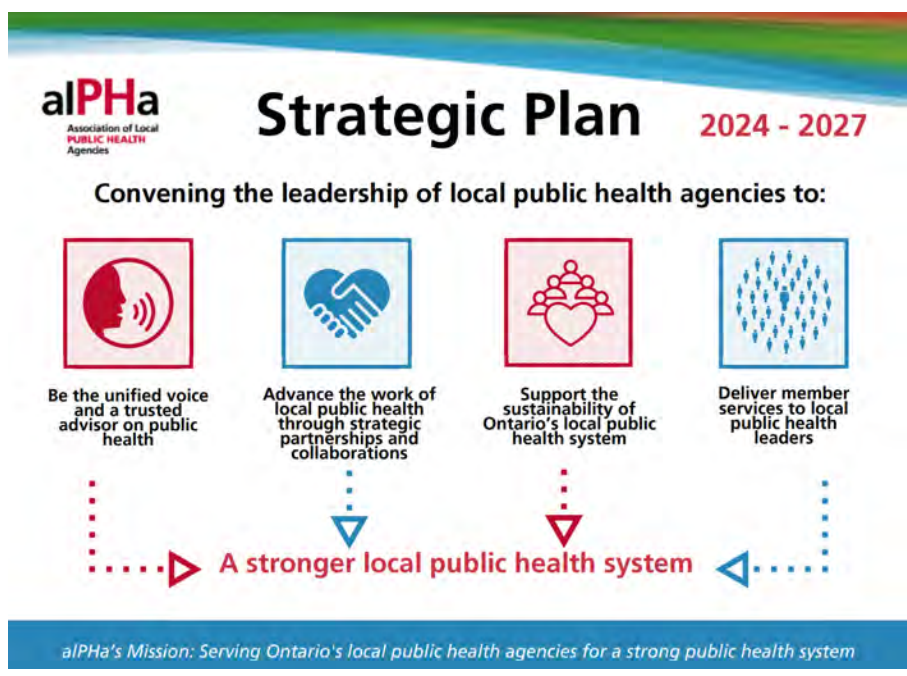 alPHa
Association of Local
PUBLIC HEALTH
Agencies
Strategic Plan
2024 - 2027
Convening the leadership of local public health agencies to:
Be the unified voice
and a trusted
advisor on public
health
Advance the work of
local public health
through strategic
partnerships and
collaborations
Support the
sustainability of
Ontario's local public
health system
Deliver member
services to local
public health
leaders
A stronger local public health system
alPHa's Mission: Serving Ontario's local public health agencies for a strong public health system